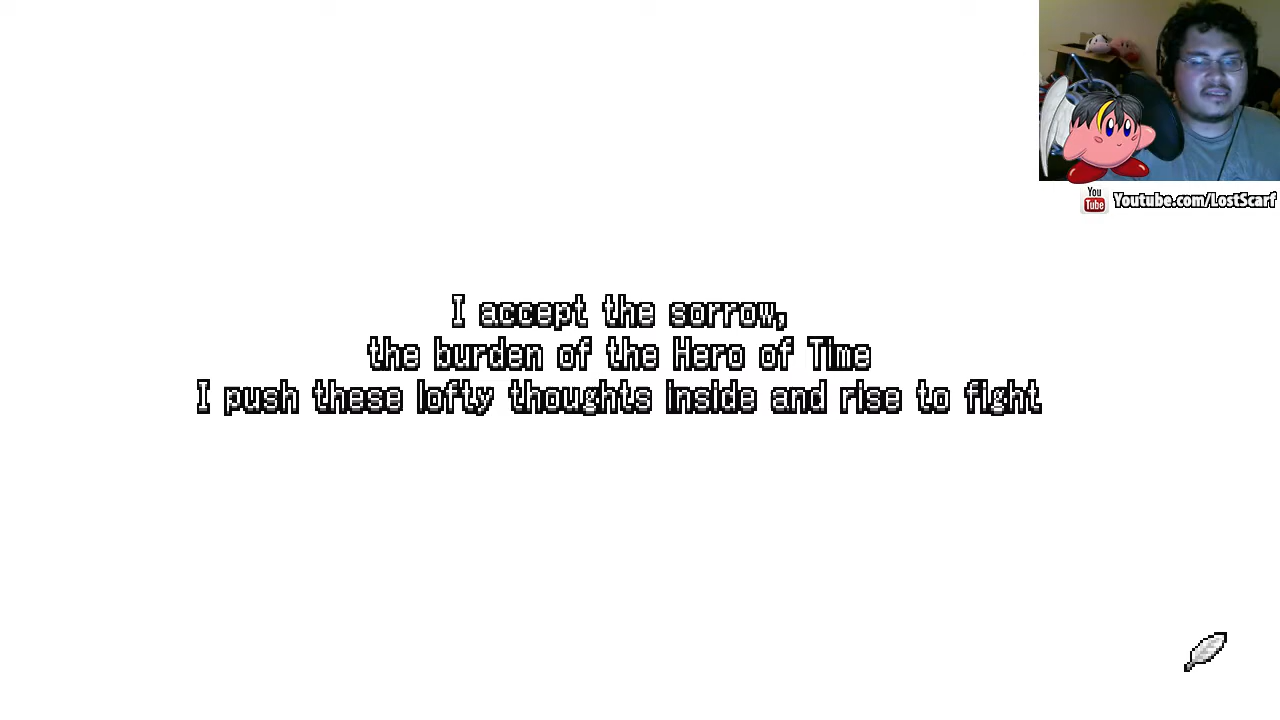 You
Tube
Youtube.com/LostScarf
I accept the sorrow,
the burden of the Hero of Time
I push these lofty thoughts inside and rise to fight